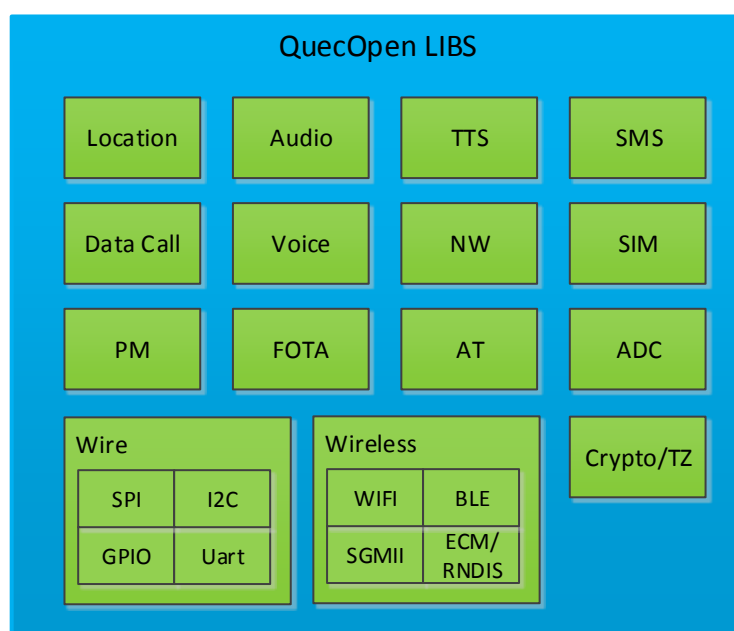 QuecOpen LIBS
Location
Audio
TTS
SMS
Data Call
Voice
NW
SIM
PM
FOTA
AT
ADC
Wire
SPI
I2C
GPIO
Uart
Wireless
WIFI
BLE
SGMII
ECM/
RNDIS
Crypto/TZ